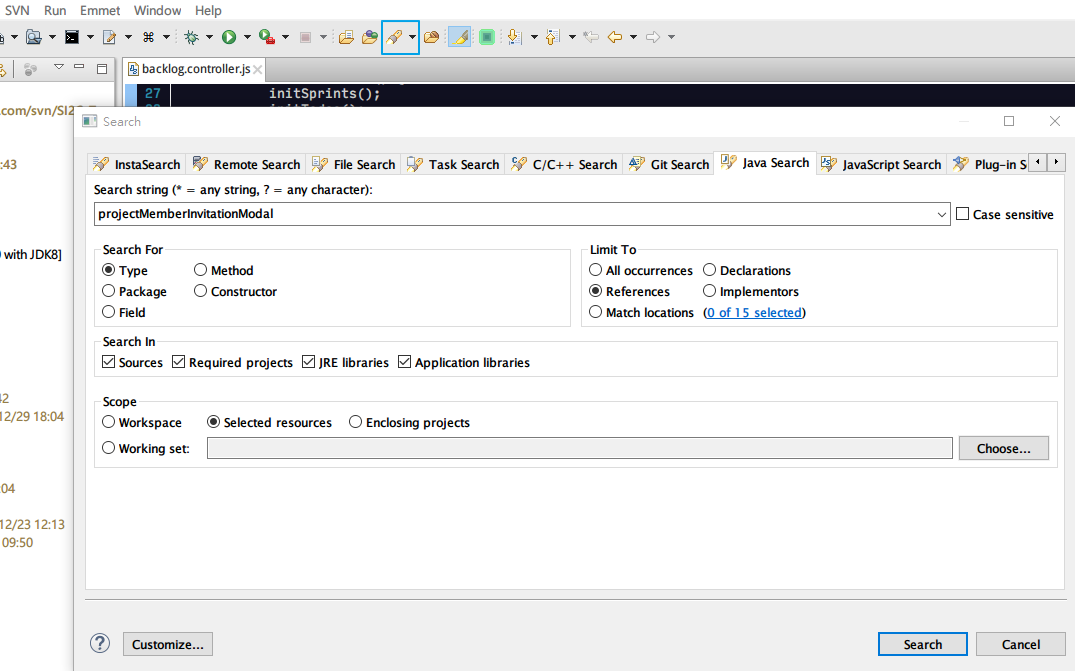 SVN Run Emmet Window Help
backlog.controller.js
.com/svn/SI2
27 initSprints();
Search
:43
InstaSearch Remote Search File Search Task Search C/C++ Search Git Search Java Search JavaScript Search Plug-in S
Search string (* = any string, ? = any character):
projectMemberInvitationModal Case sensitive
with JDK8]
Search For Limit To
Type Method All occurrences Declarations
Package Constructor References Implementors
Field Match locations (0 of 15 selected)
Search In
Sources Required projects JRE libraries Application libraries
42
Scope
12/29 18:04
Workspace Selected resources Enclosing projects
Working set: Choose...
:04
12/23 12:13
09:50
Customize... Search Cancel